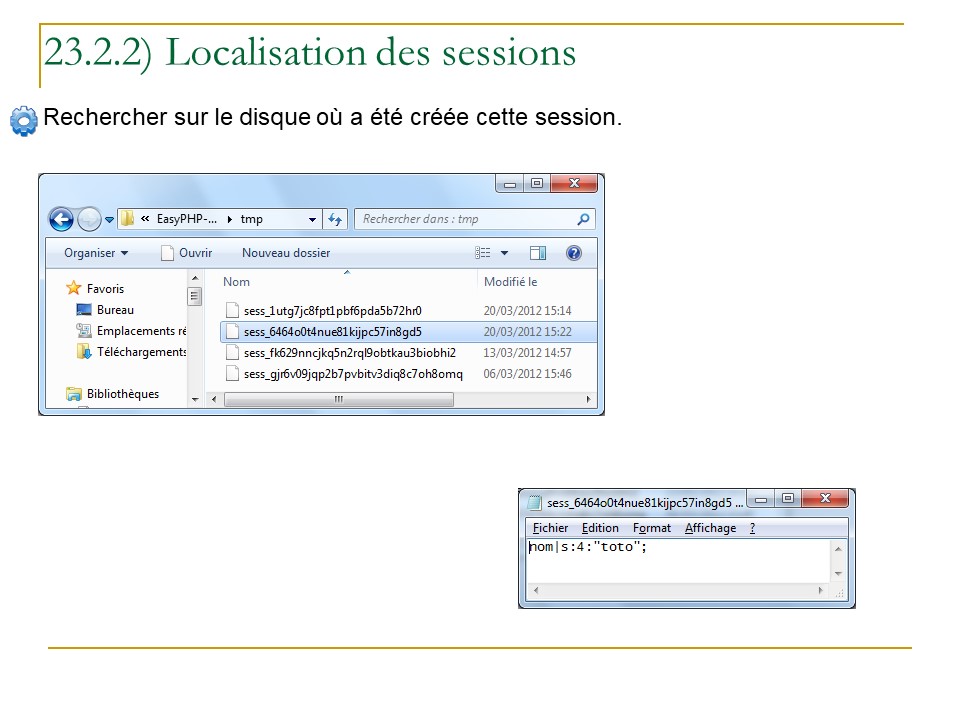 23.2.2) Localisation des sessions
Rechercher sur le disque où a été créée cette session.
« EasyPHP-... tmp
Rechercher dans : tmp
Organiser Ouvrir Nouveau dossier
Nom Modifié le
Favoris
Bureau
Emplacements ré
Téléchargements
Bibliothèques
sess_1utg7jc8fpt1pbf6pda5b72hr0 20/03/2012 15:14
sess_6464o0t4nue81kijpc57in8gd5 20/03/2012 15:22
sess_fk629nncjkq5n2rql9obtkau3biobhi2 13/03/2012 14:57
sess_gjr6v09jqp2b7pvbitv3diq8c7oh8omq 06/03/2012 15:46
sess_6464o0t4nue81kijpc57in8gd5 ...
Fichier Edition Format Affichage ?
nom|s:4:"toto";